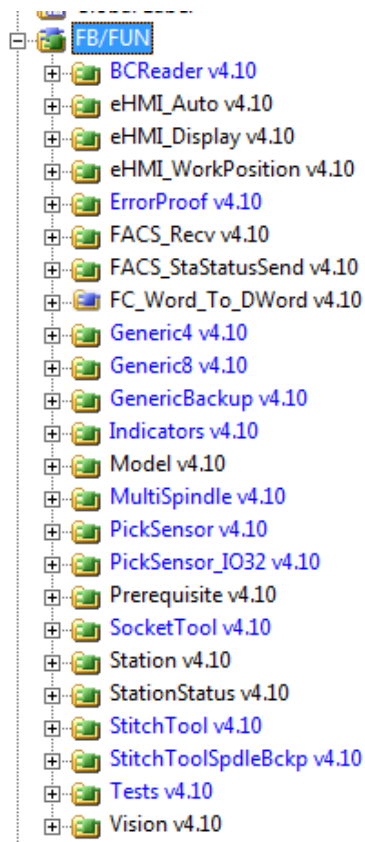 FB/FUN
BCReader v4.10
eHMI_Auto v4.10
eHMI_Display v4.10
eHMI_WorkPosition v4.10
ErrorProof v4.10
FACS_Recv v4.10
FACS_StaStatusSend v4.10
FC_Word_To_DWord v4.10
Generic4 v4.10
Generic8 v4.10
GenericBackup v4.10
Indicators v4.10
Model v4.10
MultiSpindle v4.10
PickSensor v4.10
PickSensor_IO32 v4.10
Prerequisite v4.10
SocketTool v4.10
Station v4.10
StationStatus v4.10
StitchTool v4.10
StitchToolSpdleBckp v4.10
Tests v4.10
Vision v4.10